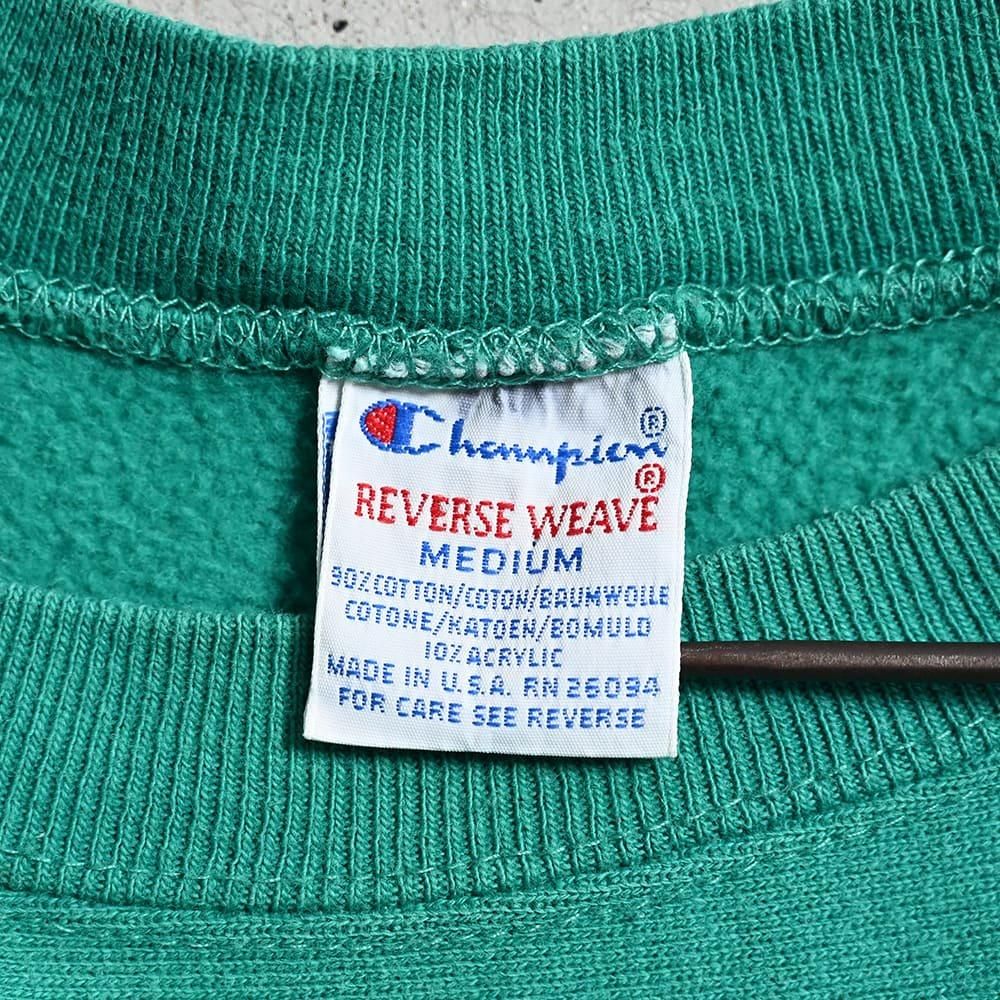 Champion®
REVERSE WEAVE®
MEDIUM
90% COTTON/COTON/BAUMWOLLE
COTONE/KATOEN/BOMULD
10% ACRYLIC
MADE IN U.S.A. RN 26094
FOR CARE SEE REVERSE